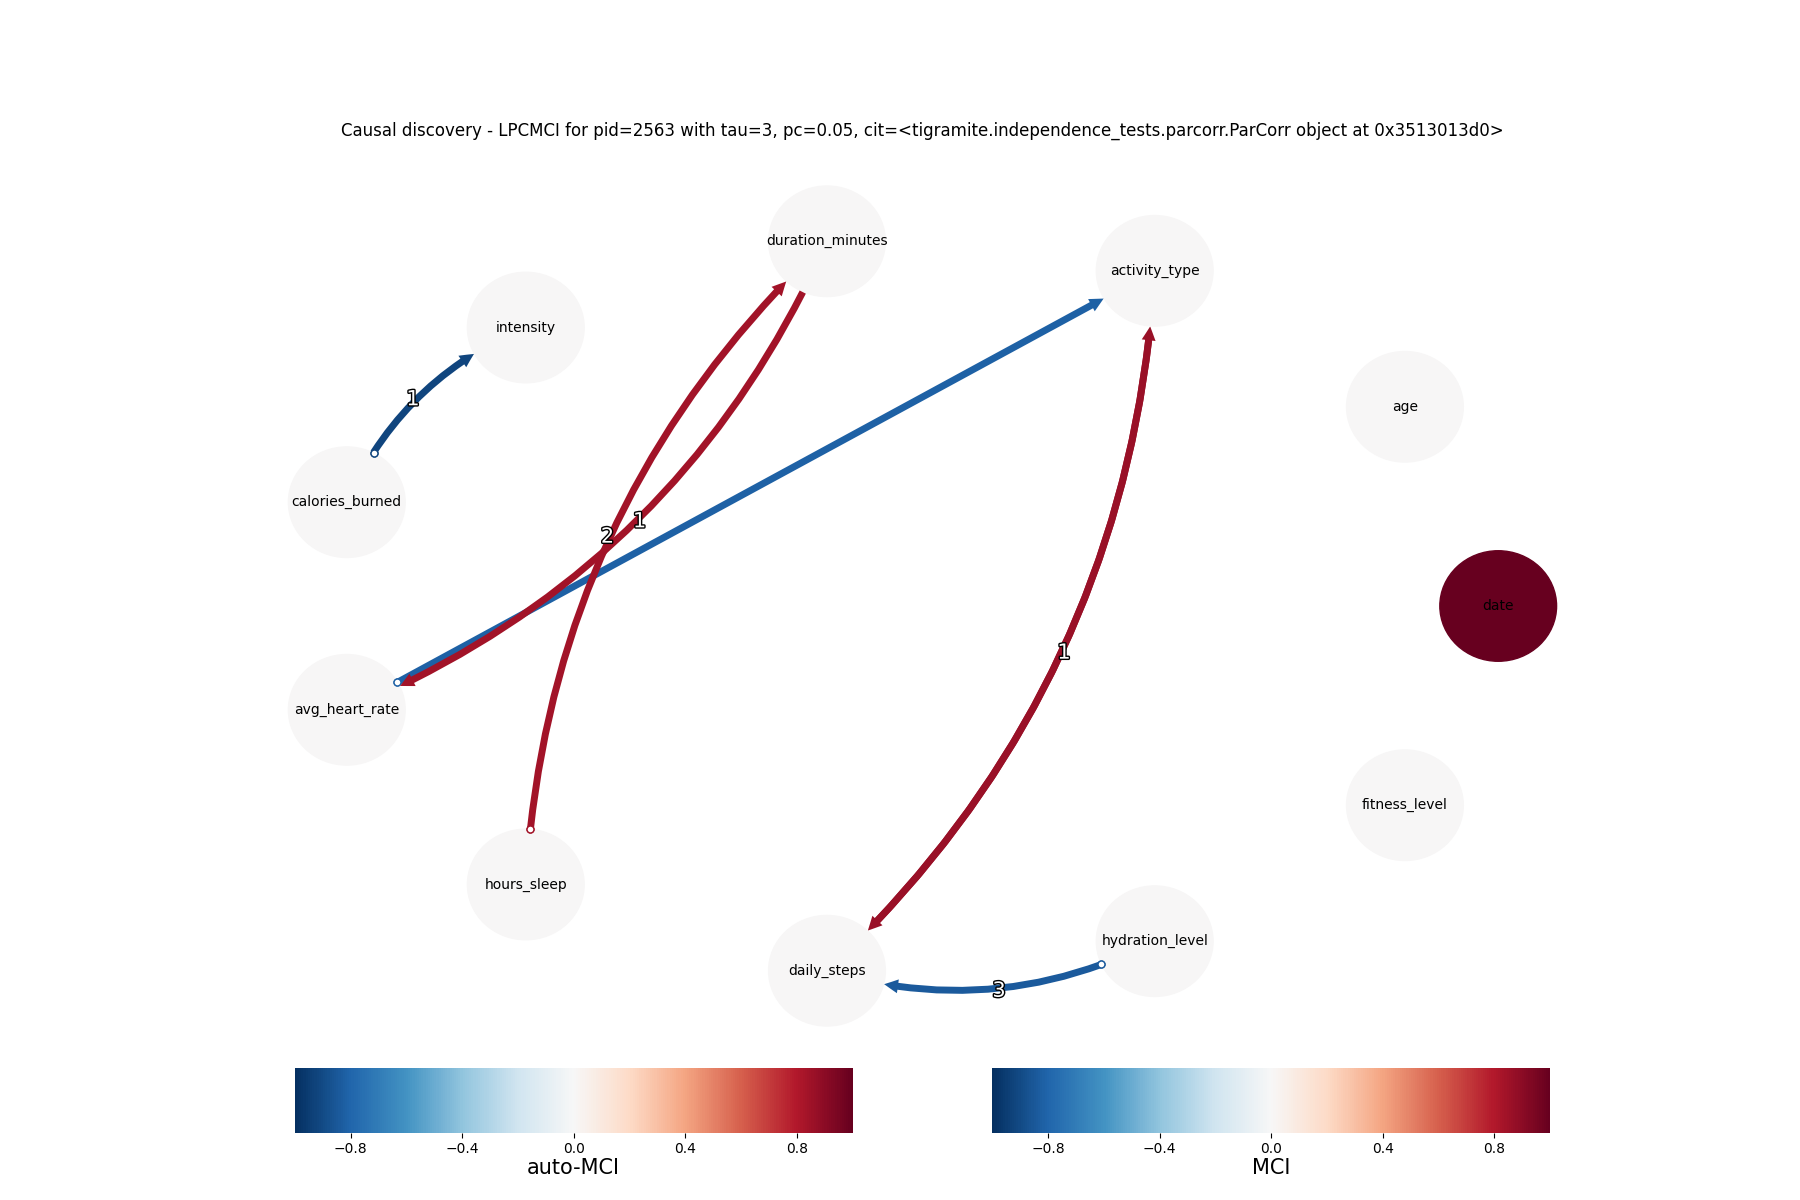 Causal discovery - LPCMCI for pid=2563 with tau=3, pc=0.05, cit=<tigramite.independence_tests.parcorr.ParCorr object at 0x3513013d0>
duration_minutes
activity_type
intensity
1
age
calories_burned
1
2
date
1
avg_heart_rate
fitness_level
hours_sleep
hydration_level
daily_steps
3
−0.8 −0.4 0.0 0.4 0.8
auto-MCI
−0.8 −0.4 0.0 0.4 0.8
MCI